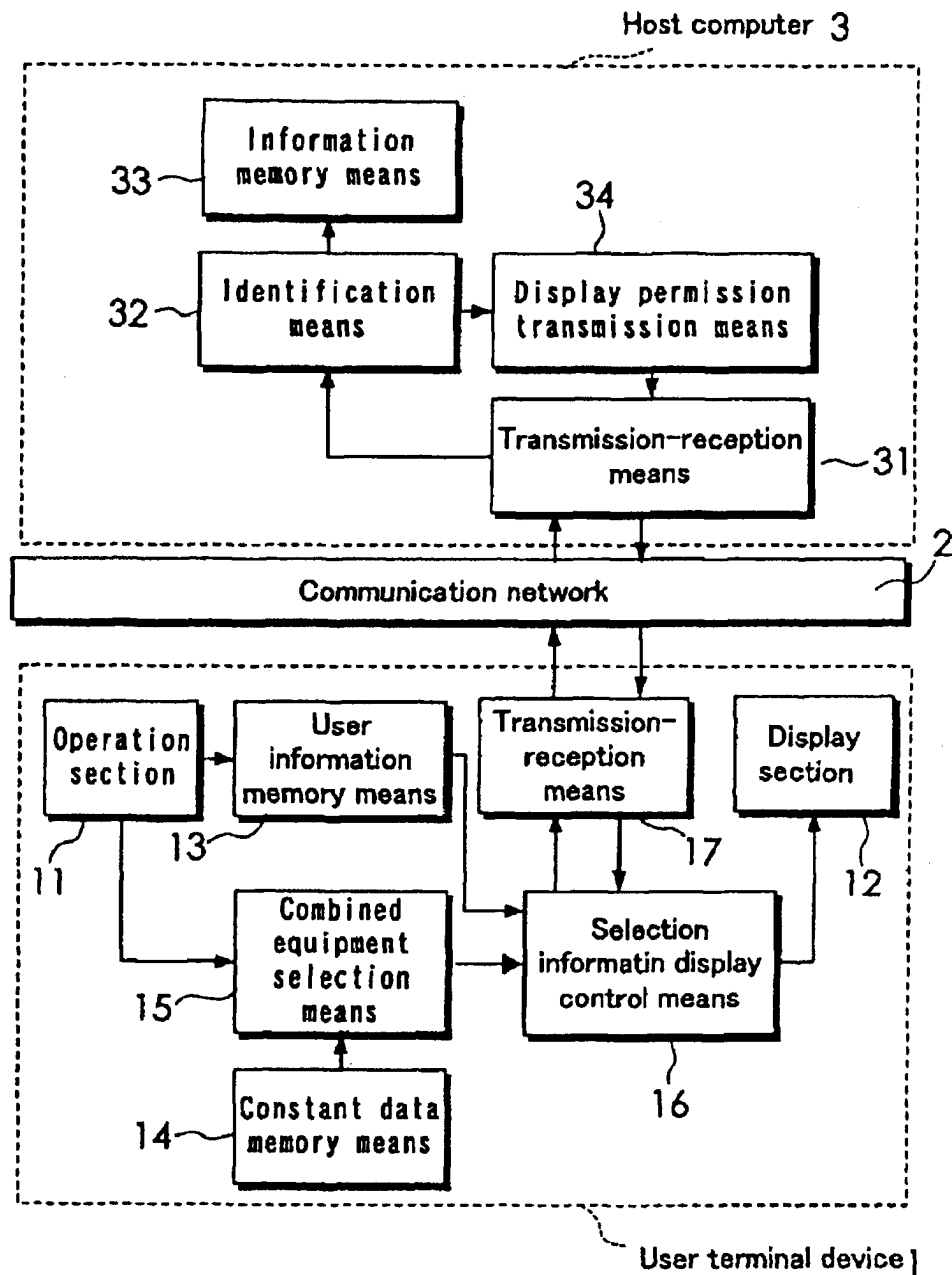 Host computer 3
Information
memory means
33
34
Identification
means
32
Display permission
transmission means
Transmission-reception
means
31
2
Communication network
Operation
section
11
User
information
memory means
13
Transmission-
reception
means
17
Display
section
12
Combined
equipment
selection
means
15
Selection
informatin display
control means
16
Constant data
memory means
14
User terminal device 1